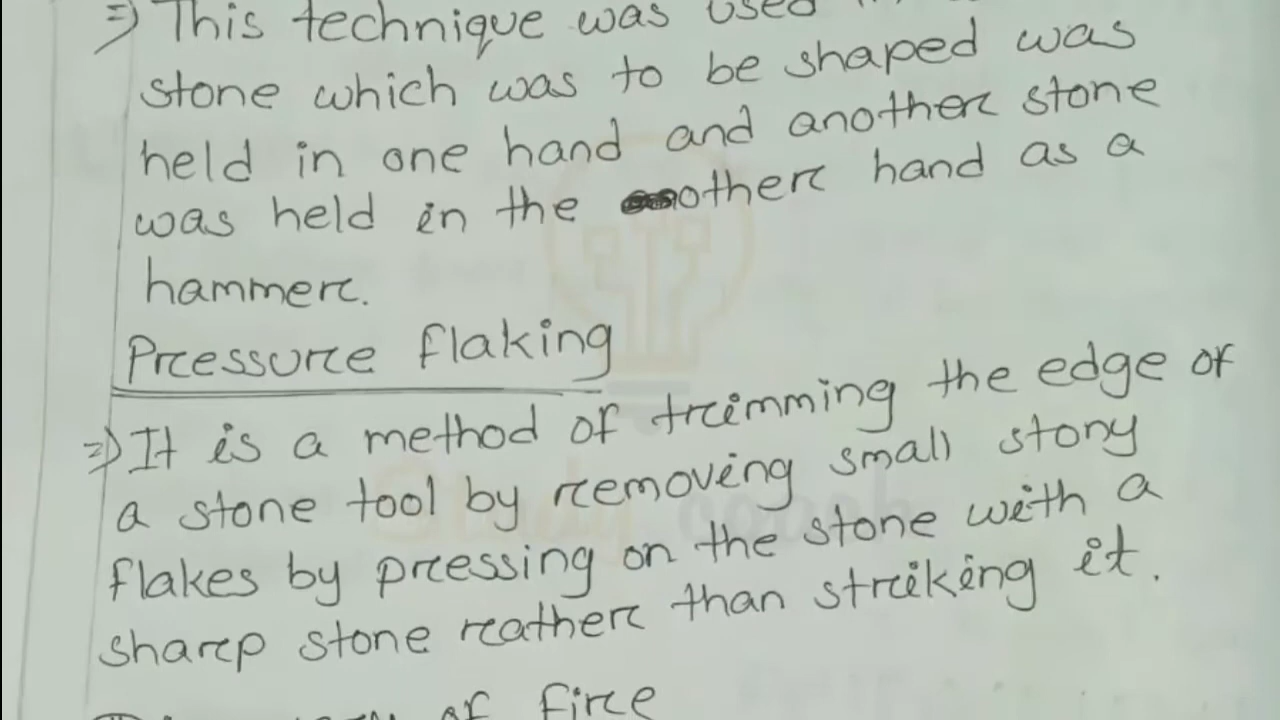 => This technique was used
stone which was to be shaped was
held in one hand and another stone
was held in the other hand as a
hammer.
Pressure flaking
=> It is a method of trimming the edge of
a stone tool by removing small stony
flakes by pressing on the stone with a
sharp stone rather than striking it.
of fire